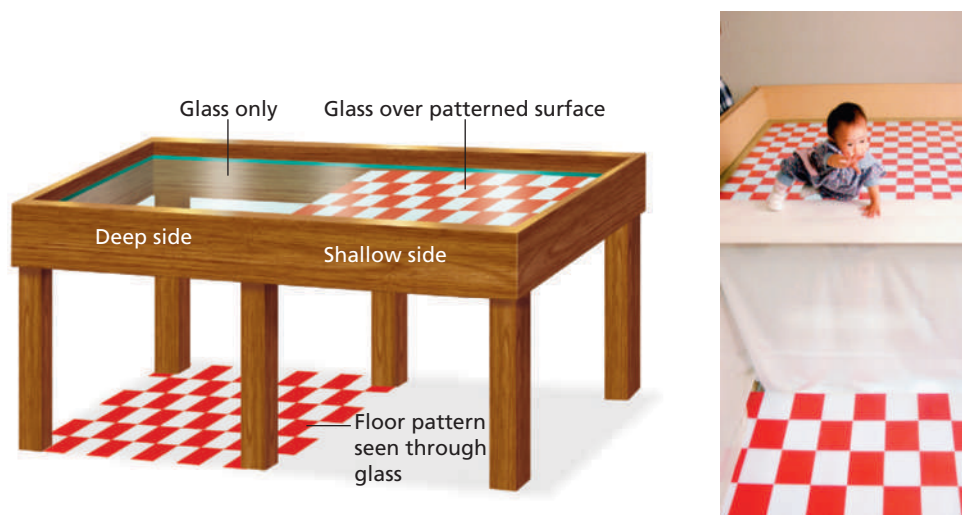 Glass only
Glass over patterned surface
Deep side
Shallow side
Floor pattern
seen through
glass